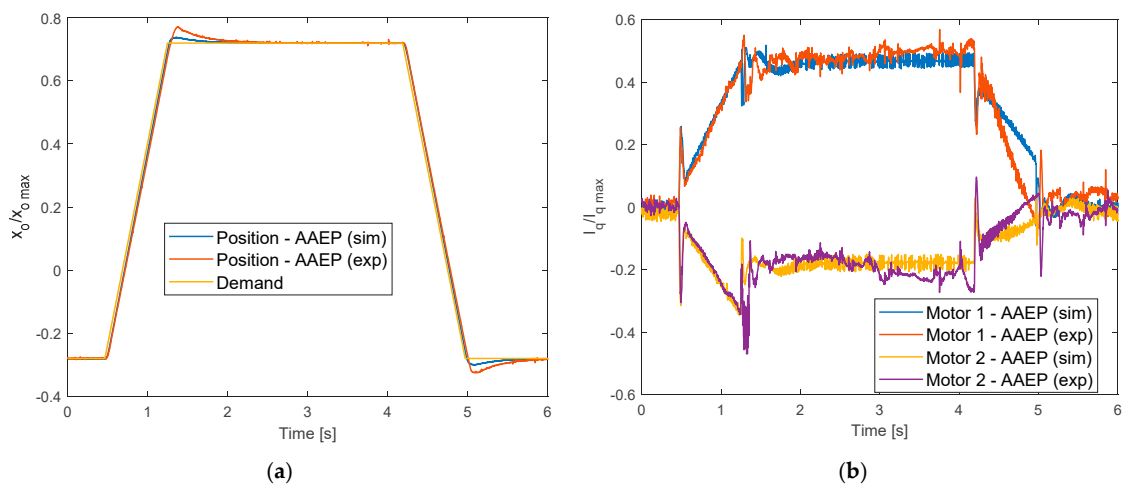 0.8
0.6
0.4
0.2
0
-0.2
-0.4
x0/x0 max
0 1 2 3 4 5 6
Time [s]
Position - AAEP (sim)
Position - AAEP (exp)
Demand
(a)
0.6
0.4
0.2
0
-0.2
-0.4
-0.6
Iq/Iq max
0 1 2 3 4 5 6
Time [s]
Motor 1 - AAEP (sim)
Motor 1 - AAEP (exp)
Motor 2 - AAEP (sim)
Motor 2 - AAEP (exp)
(b)